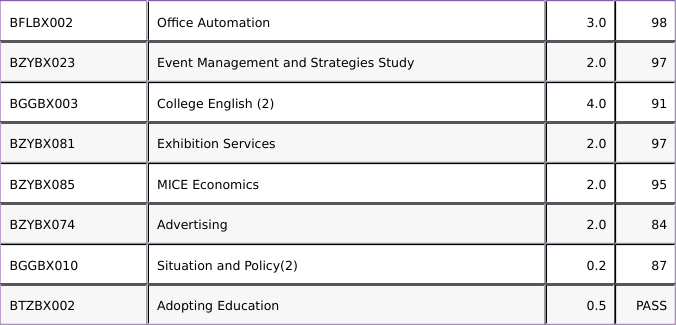 BFLBX002 Office Automation 3.0 98
BZYBX023 Event Management and Strategies Study 2.0 97
BGGBX003 College English (2) 4.0 91
BZYBX081 Exhibition Services 2.0 97
BZYBX085 MICE Economics 2.0 95
BZYBX074 Advertising 2.0 84
BGGBX010 Situation and Policy(2) 0.2 87
BTZBX002 Adopting Education 0.5 PASS